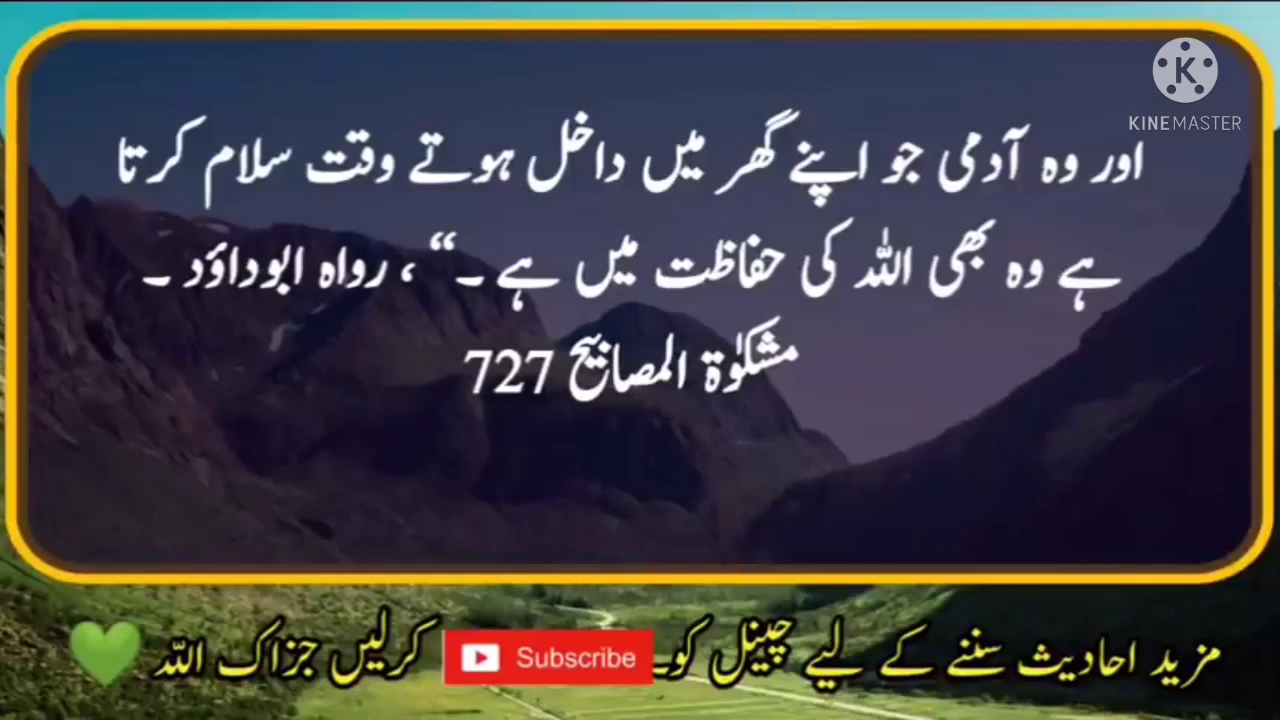 KINEMASTER
اور وہ آدمی جو اپنے گھر میں داخل ہوتے وقت سلام کرتا
ہے وہ بھی اللہ کی حفاظت میں ہے ۔“ ، رواہ ابوداؤد ۔
مشکوٰۃ المصابیح 727
مزید احادیث سننے کے لیے چینل کو Subscribe کرلیں جزاک اللہ